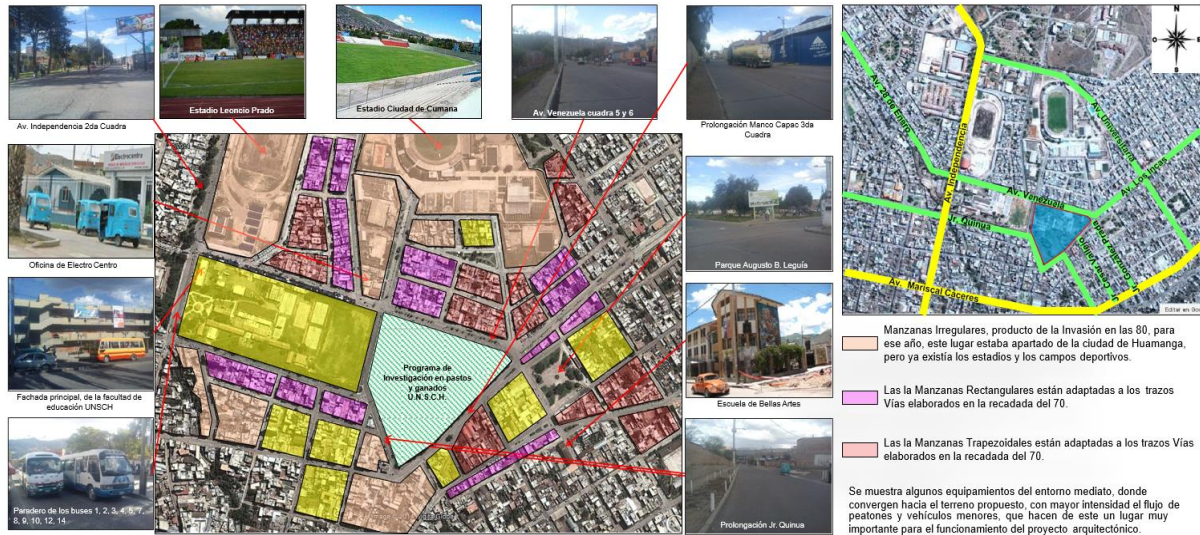 Av. Independencia 2da Cuadra
Estadio Leoncio Prado
Estadio Ciudad de Cumana
Av. Venezuela cuadra 5 y 6
Prolongación Manco Capac 3da
Cuadra
Electrocentro
Oficina de Electro Centro
Fachada principal, de la facultad de
educación UNSCH
Paradero de los buses 1, 2, 3, 4, 5, 7,
8, 9, 10, 12, 14
Programa de
Investigación en pastos
y ganados
U.N.S.C.H.
Parque Augusto B. Leguía
Escuela de Bellas Artes
Prolongación Jr. Quinua
N
E
S
O
Av. 26 de Enero
Av. Independencia
Av. Universitaria
Av. Los Incas
Av. Venezuela
Jr. Quinua
Av. Mariscal Cáceres
Editar en Goo
Manzanas Irregulares, producto de la Invasión en las 80, para
ese año, este lugar estaba apartado de la ciudad de Huamanga,
pero ya existía los estadios y los campos deportivos.
Las la Manzanas Rectangulares están adaptadas a los trazos
Vías elaborados en la recadada del 70.
Las la Manzanas Trapezoidales están adaptadas a los trazos Vías
elaborados en la recadada del 70.
Se muestra algunos equipamientos del entorno mediato, donde
convergen hacia el terreno propuesto, con mayor intensidad el flujo de
peatones y vehículos menores, que hacen de este un lugar muy
importante para el funcionamiento del proyecto arquitectónico.